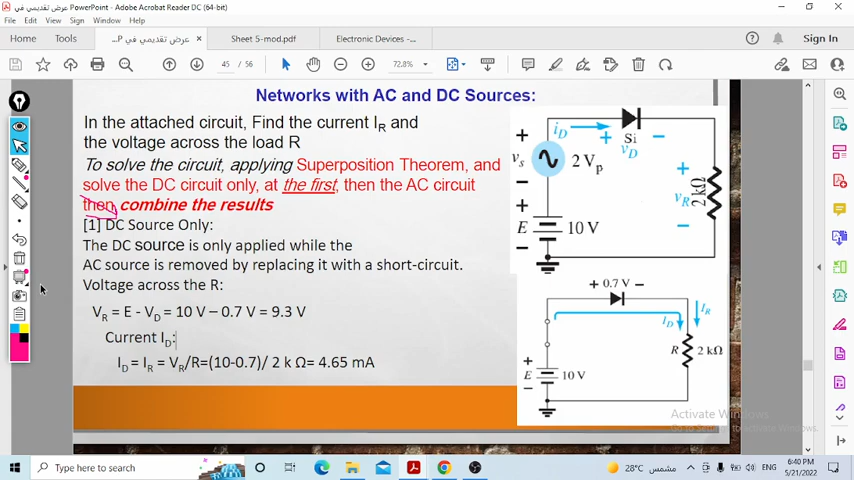 عرض تقديمي في - Adobe Acrobat Reader DC (64-bit)
File Edit View Sign Window Help
Home Tools عرض تقديمي في P... × Sheet 5-mod.pdf Electronic Devices -... Sign In
45 / 56 72.8%
Networks with AC and DC Sources:
In the attached circuit, Find the current IR and
the voltage across the load R
To solve the circuit, applying Superposition Theorem, and
solve the DC circuit only, at the first, then the AC circuit
then combine the results
[1] DC Source Only:
The DC source is only applied while the
AC source is removed by replacing it with a short-circuit.
Voltage across the R:
VR = E - VD = 10 V – 0.7 V = 9.3 V
Current ID:
ID = IR = VR/R=(10-0.7)/ 2 k Ω= 4.65 mA
+ iD + Si −
vs 2 Vp vD
− + vR 2 kΩ −
+ E 10 V −
+ 0.7 V −
ID IR
R 2 kΩ
+ E 10 V −
Activate Windows
Go to Settings to activate Windows.
Type here to search
28°C مشمس ENG 6:40 PM
5/21/2022